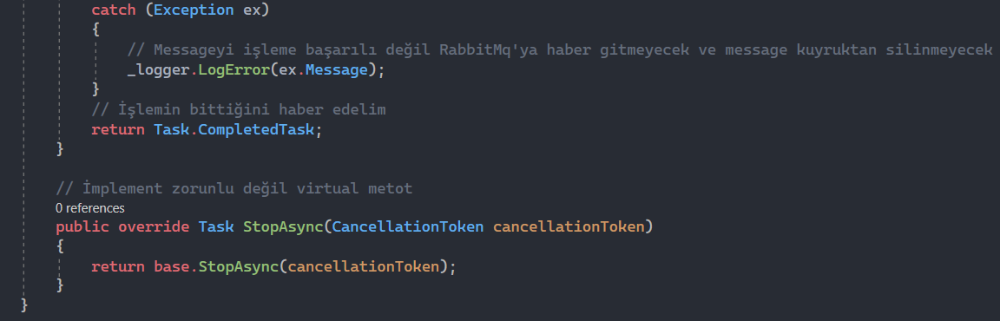 catch (Exception ex)
{
// Messageyi işleme başarılı değil RabbitMq'ya haber gitmeyecek ve message kuyruktan silinmeyecek
_logger.LogError(ex.Message);
}
// İşlemin bittiğini haber edelim
return Task.CompletedTask;
}
// İmplement zorunlu değil virtual metot
0 references
public override Task StopAsync(CancellationToken cancellationToken)
{
return base.StopAsync(cancellationToken);
}
}